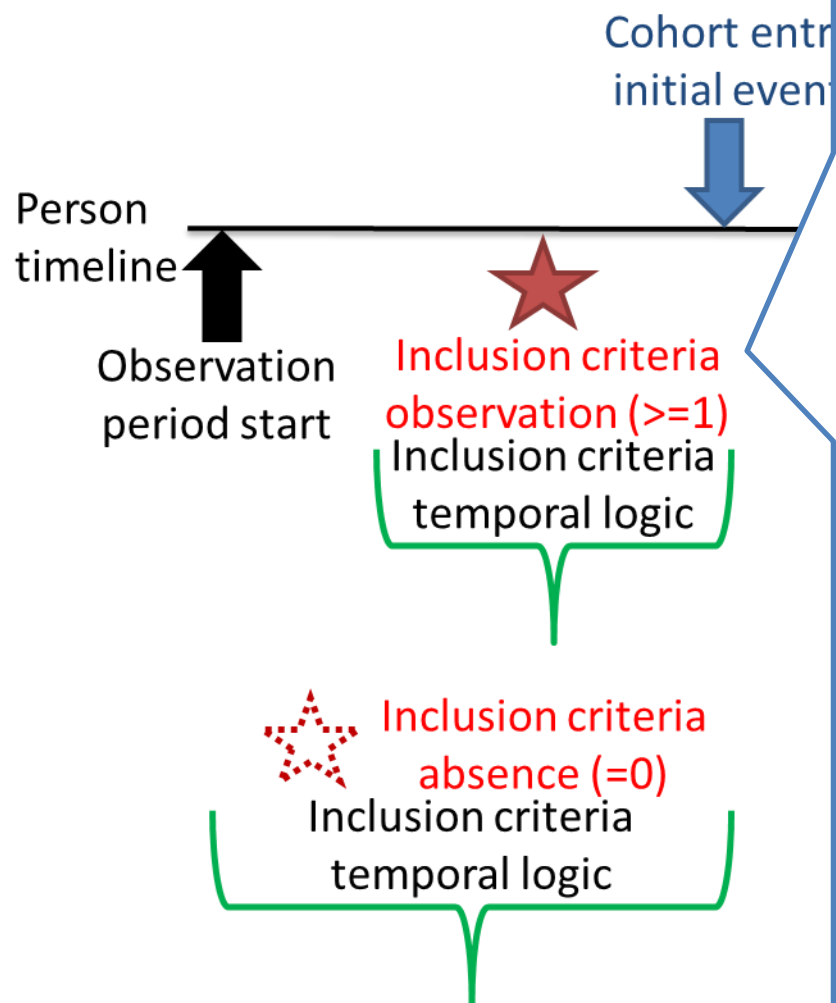 Cohort entr
initial event
Person
timeline
Observation
period start
Inclusion criteria
observation (>=1)
Inclusion criteria
temporal logic
Inclusion criteria
absence (=0)
Inclusion criteria
temporal logic